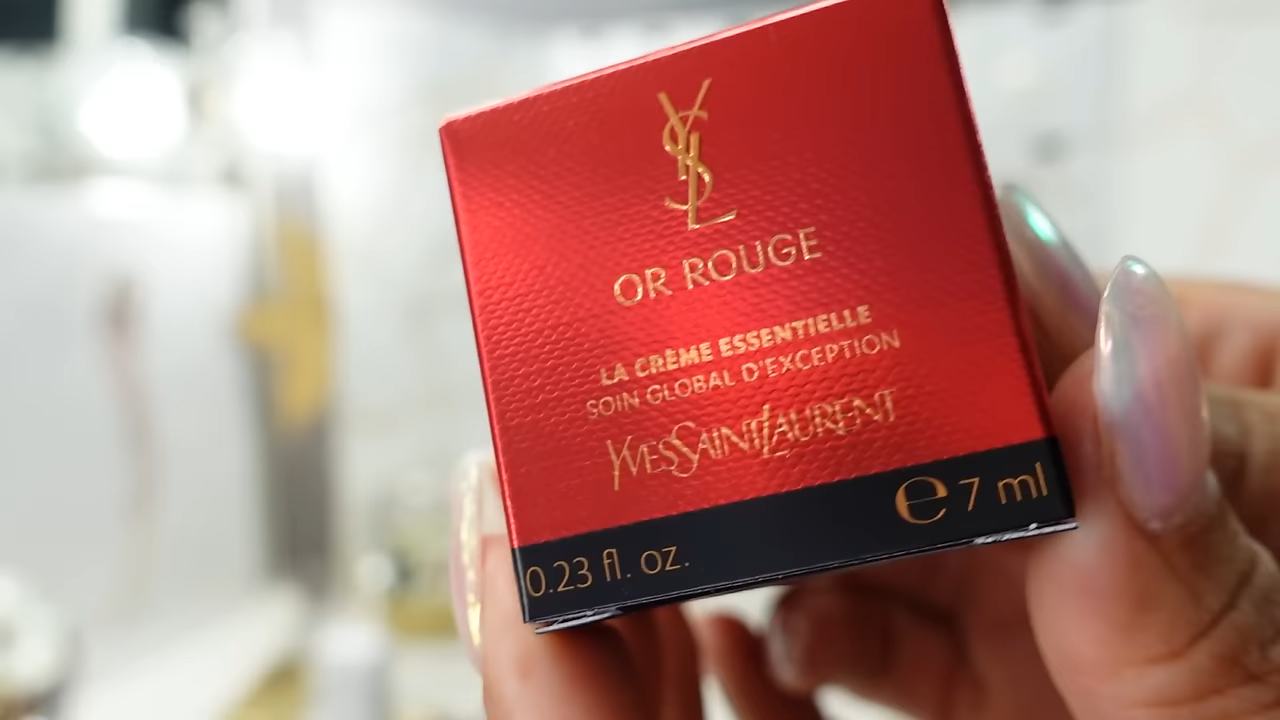 YSL
OR ROUGE
LA CRÈME ESSENTIELLE
SOIN GLOBAL D'EXCEPTION
YVESSAINTLAURENT
0.23 fl. oz. ℮ 7 ml